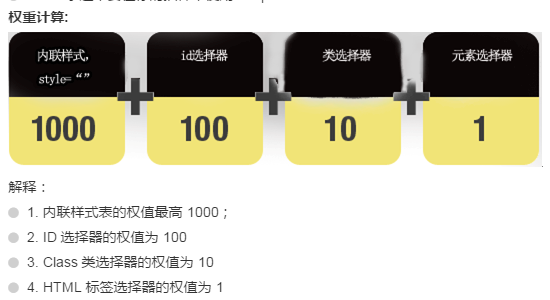 权重计算:
内联样式,
style=“”
id选择器
类选择器
元素选择器
1000 + 100 + 10 + 1
解释：
1. 内联样式表的权值最高 1000；
2. ID 选择器的权值为 100
3. Class 类选择器的权值为 10
4. HTML 标签选择器的权值为 1